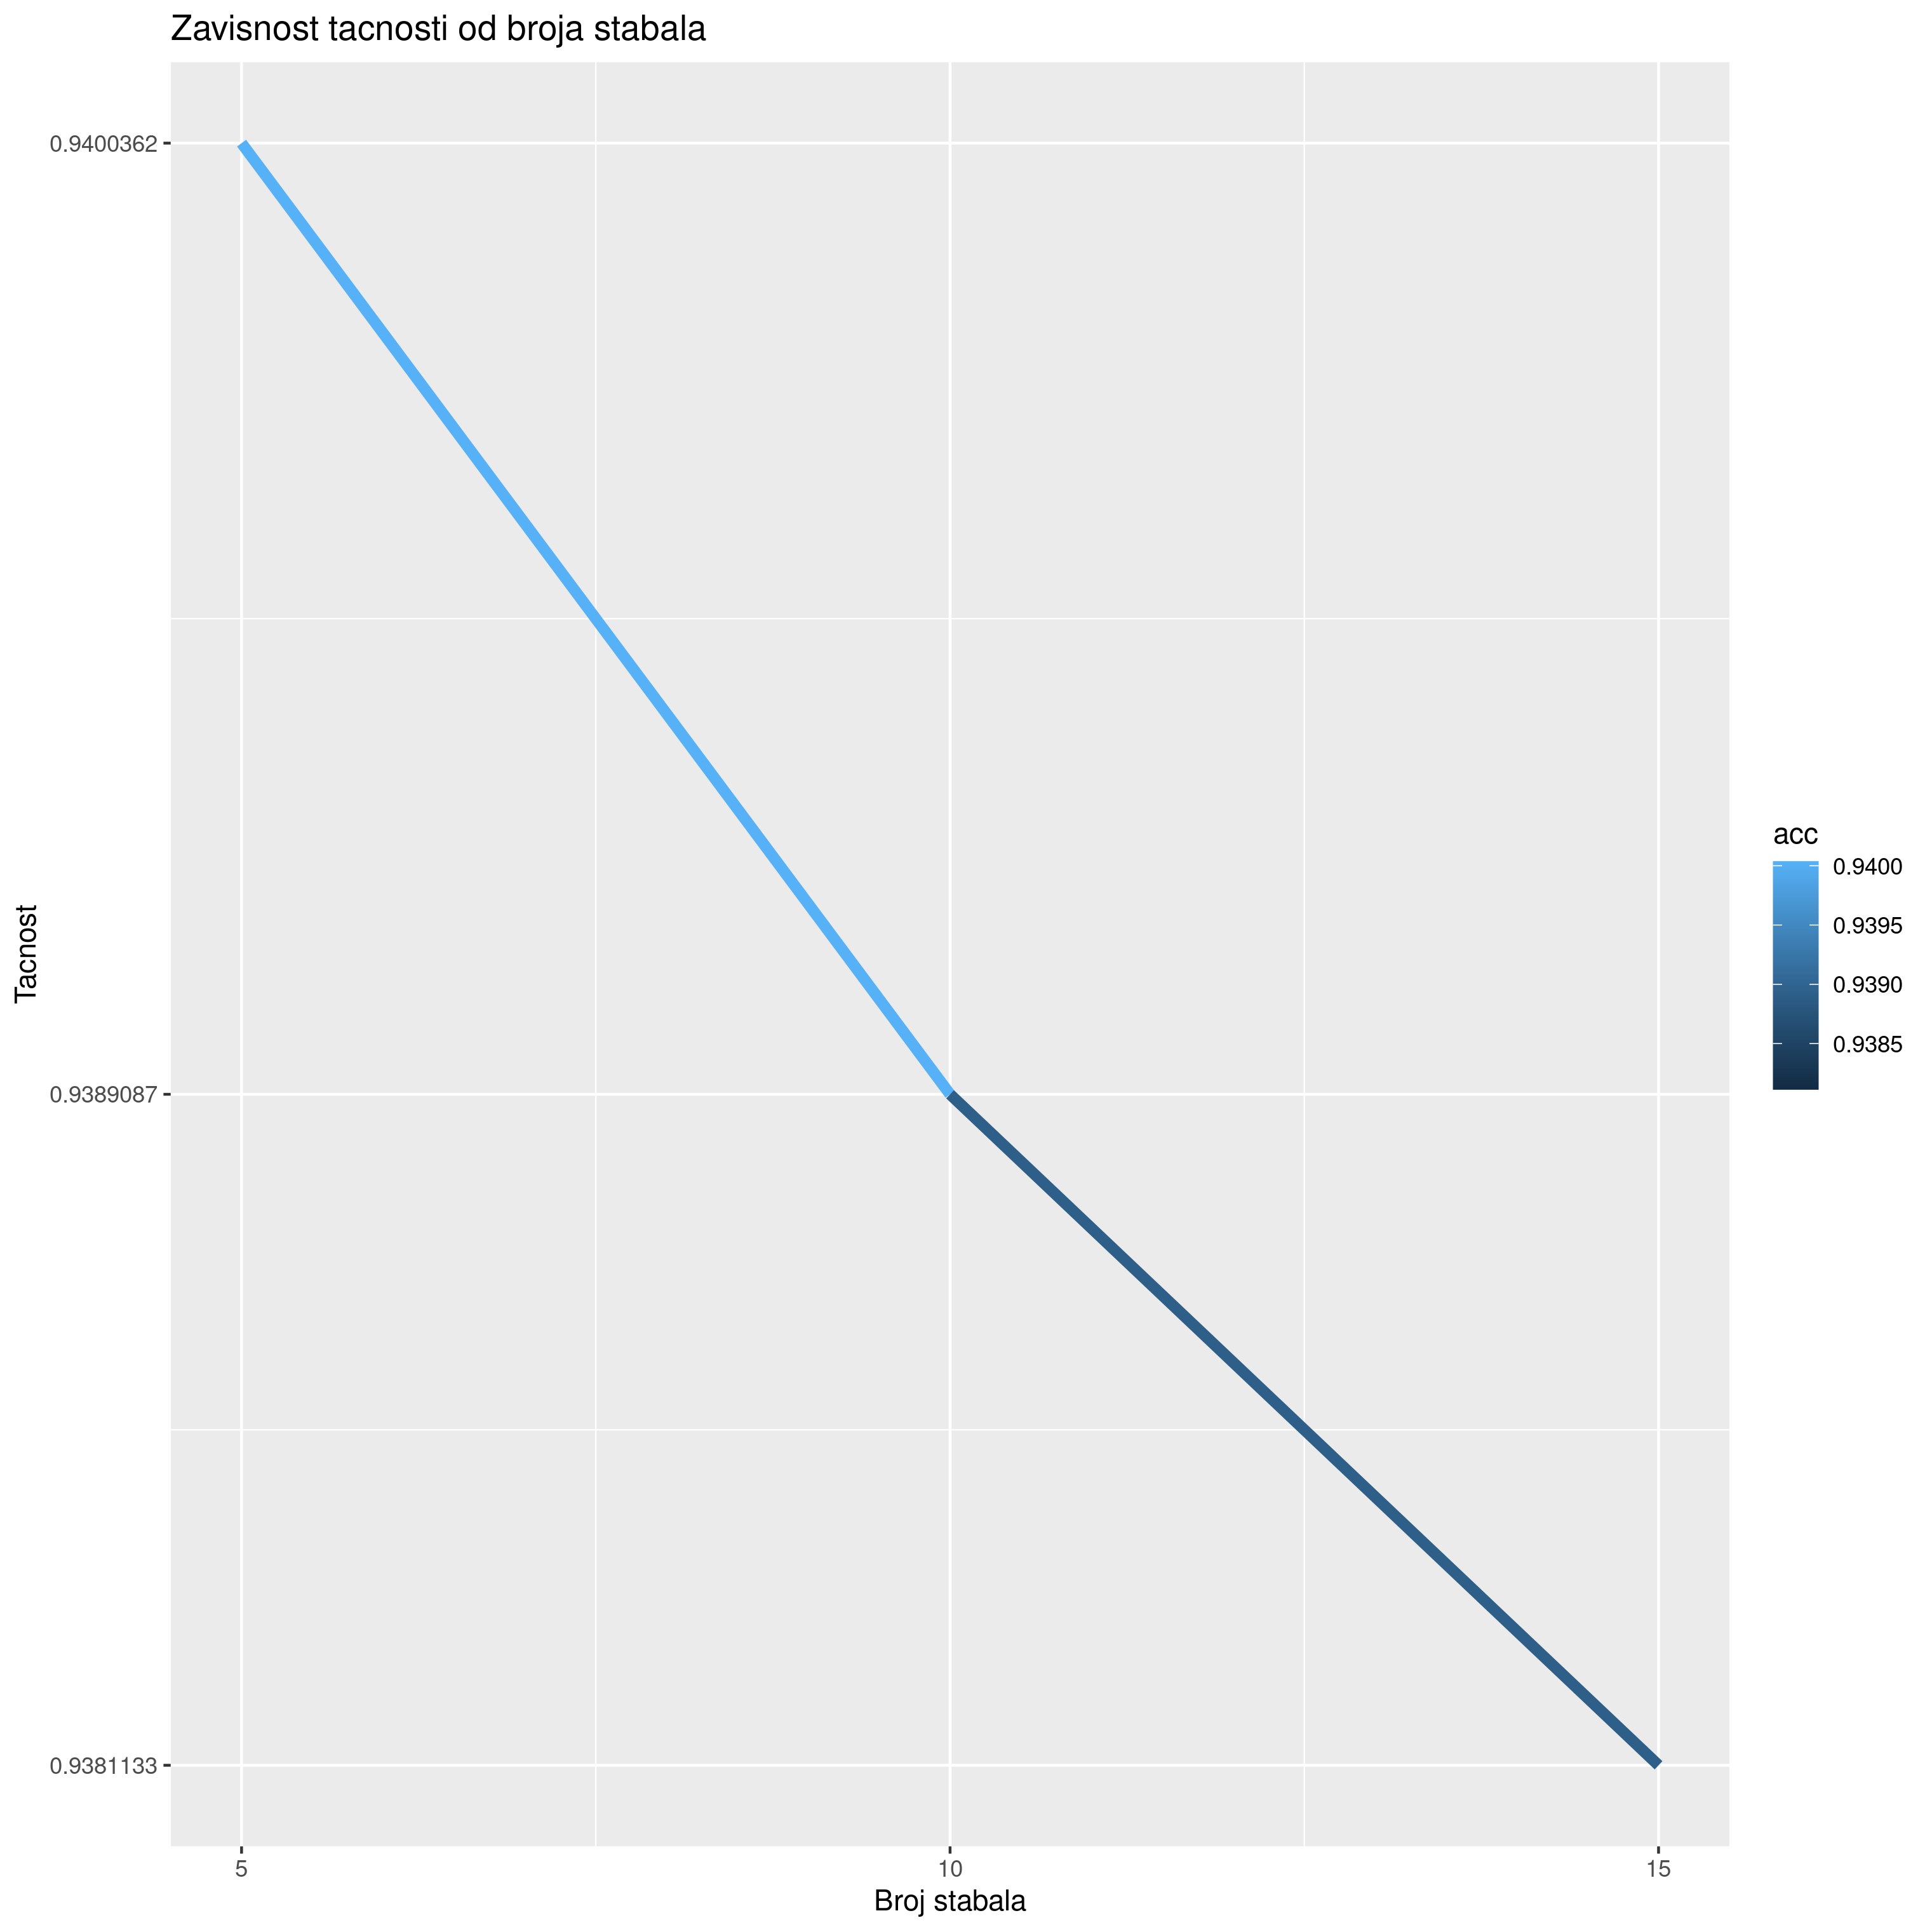 Zavisnost tacnosti od broja stabala
0.9400362
0.9389087
0.9381133
Tacnost
5
10
15
Broj stabala
acc
0.9400
0.9395
0.9390
0.9385